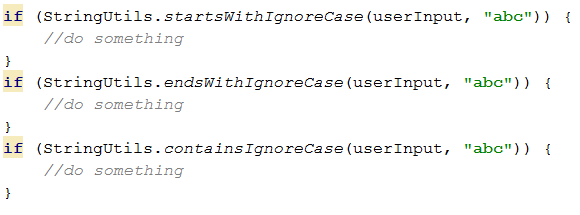 if (StringUtils.startsWithIgnoreCase(userInput, "abc")) {
    //do something
}
if (StringUtils.endsWithIgnoreCase(userInput, "abc")) {
    //do something
}
if (StringUtils.containsIgnoreCase(userInput, "abc")) {
    //do something
}